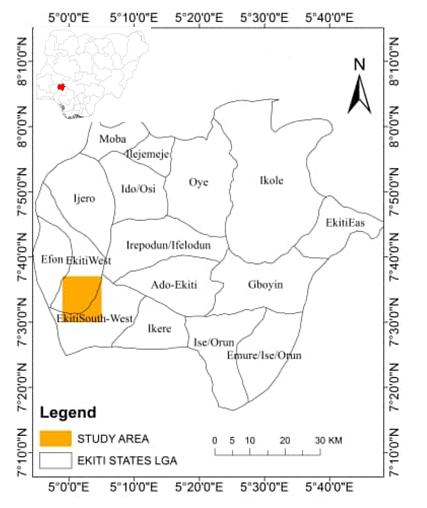 5°0'0"E 5°10'0"E 5°20'0"E 5°30'0"E 5°40'0"E
8°10'0"N 8°10'0"N
N
8°0'0"N 8°0'0"N
Moba
Ilejemeje
Ido/Osi Oye Ikole
7°50'0"N 7°50'0"N
Ijero
EkitiEas
Irepodun/Ifelodun
7°40'0"N 7°40'0"N
Efon EkitiWest
Ado-Ekiti Gboyin
7°30'0"N 7°30'0"N
EkitiSouth-West
Ikere
Ise/Orun
Emure/Ise/Orun
7°20'0"N 7°20'0"N
Legend
STUDY AREA
EKITI STATES LGA
0 5 10 20 30 KM
7°10'0"N 7°10'0"N
5°0'0"E 5°10'0"E 5°20'0"E 5°30'0"E 5°40'0"E